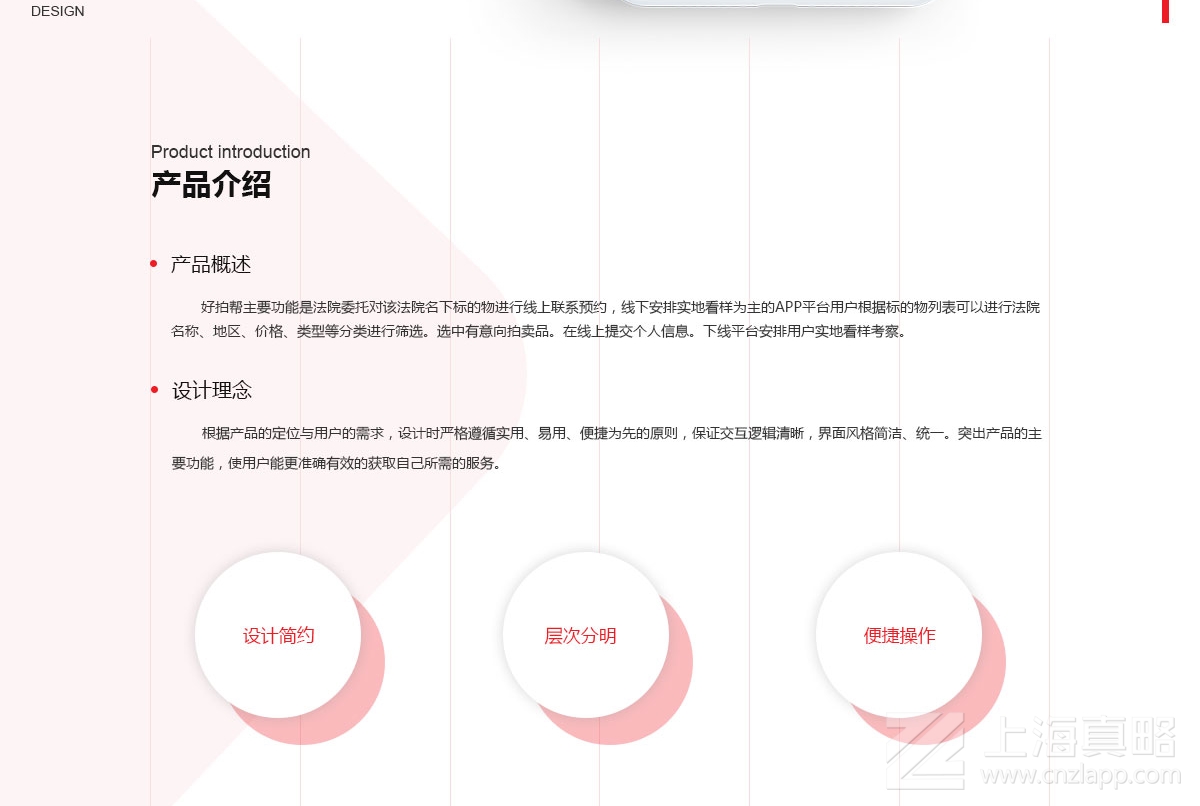 DESIGN
Product introduction
产品介绍
产品概述
好拍帮主要功能是法院委托对该法院名下标的物进行线上联系预约，线下安排实地看样为主的APP平台用户根据标的物列表可以进行法院
名称、地区、价格、类型等分类进行筛选。选中有意向拍卖品。在线上提交个人信息。下线平台安排用户实地看样考察。
设计理念
根据产品的定位与用户的需求，设计时严格遵循实用、易用、便捷为先的原则，保证交互逻辑清晰，界面风格简洁、统一。突出产品的主
要功能，使用户能更准确有效的获取自己所需的服务。
设计简约
层次分明
便捷操作
上海真略
www.cnzlapp.com